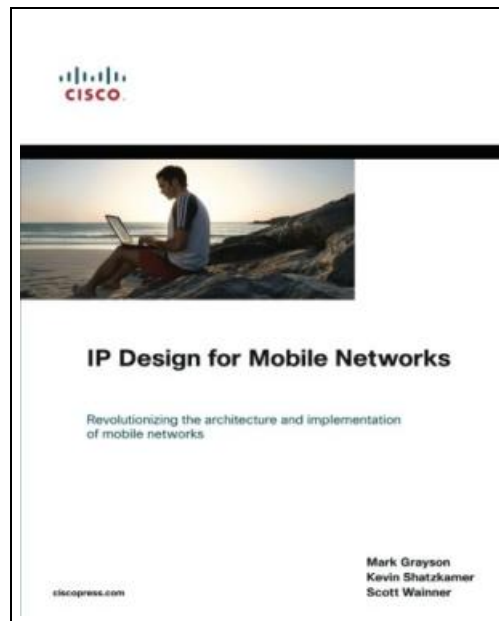 CISCO
IP Design for Mobile Networks
Revolutionizing the architecture and implementation
of mobile networks
Mark Grayson
Kevin Shatzkamer
ciscopress.com
Scott Wainner